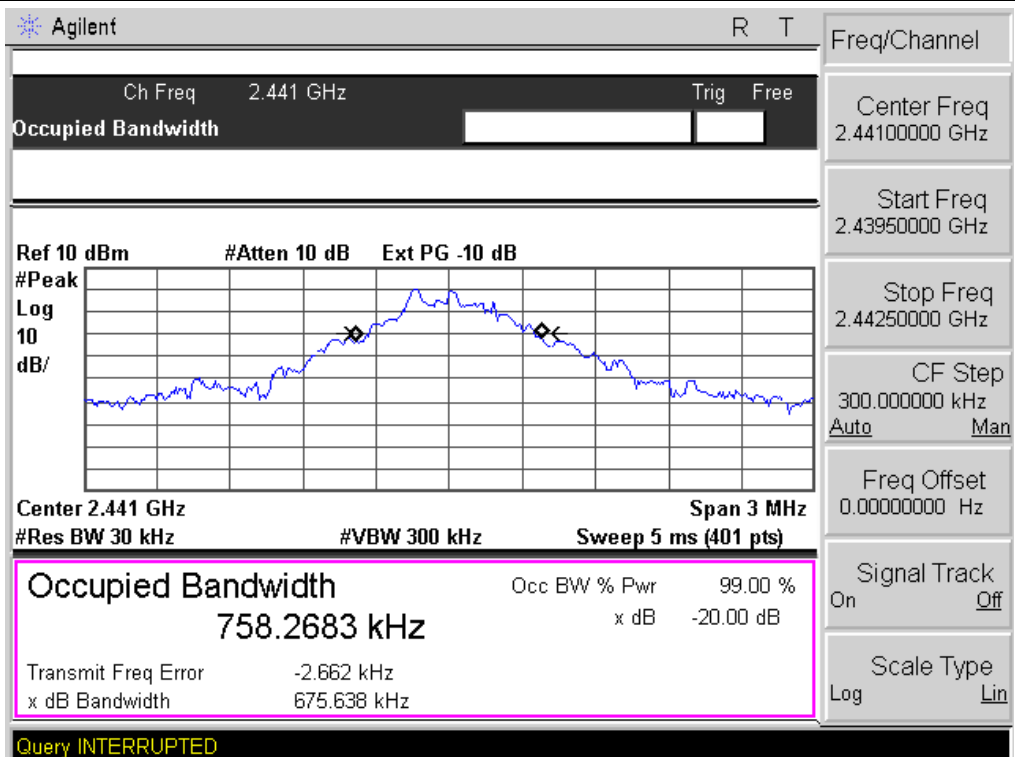 Agilent R T
Ch Freq 2.441 GHz Trig Free
Occupied Bandwidth
Ref 10 dBm #Atten 10 dB Ext PG -10 dB
#Peak
Log
10
dB/
Center 2.441 GHz Span 3 MHz
#Res BW 30 kHz #VBW 300 kHz Sweep 5 ms (401 pts)
Occupied Bandwidth Occ BW % Pwr 99.00 %
758.2683 kHz x dB -20.00 dB
Transmit Freq Error -2.662 kHz
x dB Bandwidth 675.638 kHz
Query INTERRUPTED
Freq/Channel
Center Freq
2.44100000 GHz
Start Freq
2.43950000 GHz
Stop Freq
2.44250000 GHz
CF Step
300.000000 kHz
Auto Man
Freq Offset
0.00000000 Hz
Signal Track
On Off
Scale Type
Log Lin